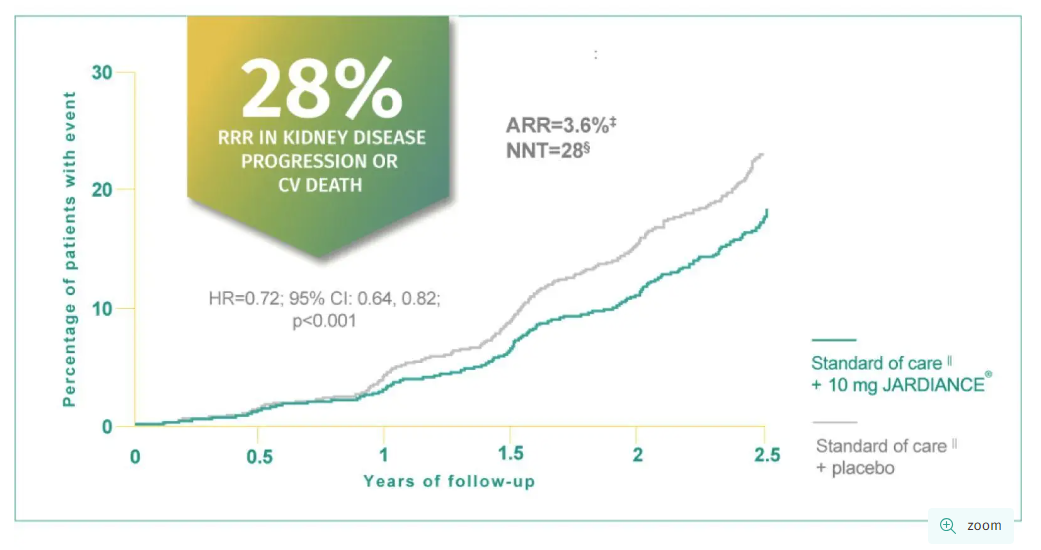 28%
RRR IN KIDNEY DISEASE
PROGRESSION OR
CV DEATH
:
ARR=3.6%‡
NNT=28§
HR=0.72; 95% CI: 0.64, 0.82;
p<0.001
Percentage of patients with event
30
20
10
0
0 0.5 1 1.5 2 2.5
Years of follow-up
Standard of care ||
+ 10 mg JARDIANCE®
Standard of care ||
+ placebo
zoom